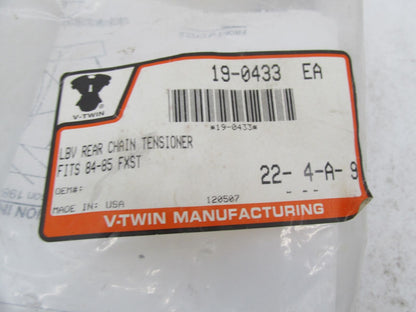 19-0433 EA
V-TWIN
*19-0433*
LBV REAR CHAIN TENSIONER
FITS 84-85 FXST
22- 4-A- 9
OEM#:
120507
MADE IN: USA
V-TWIN MANUFACTURING